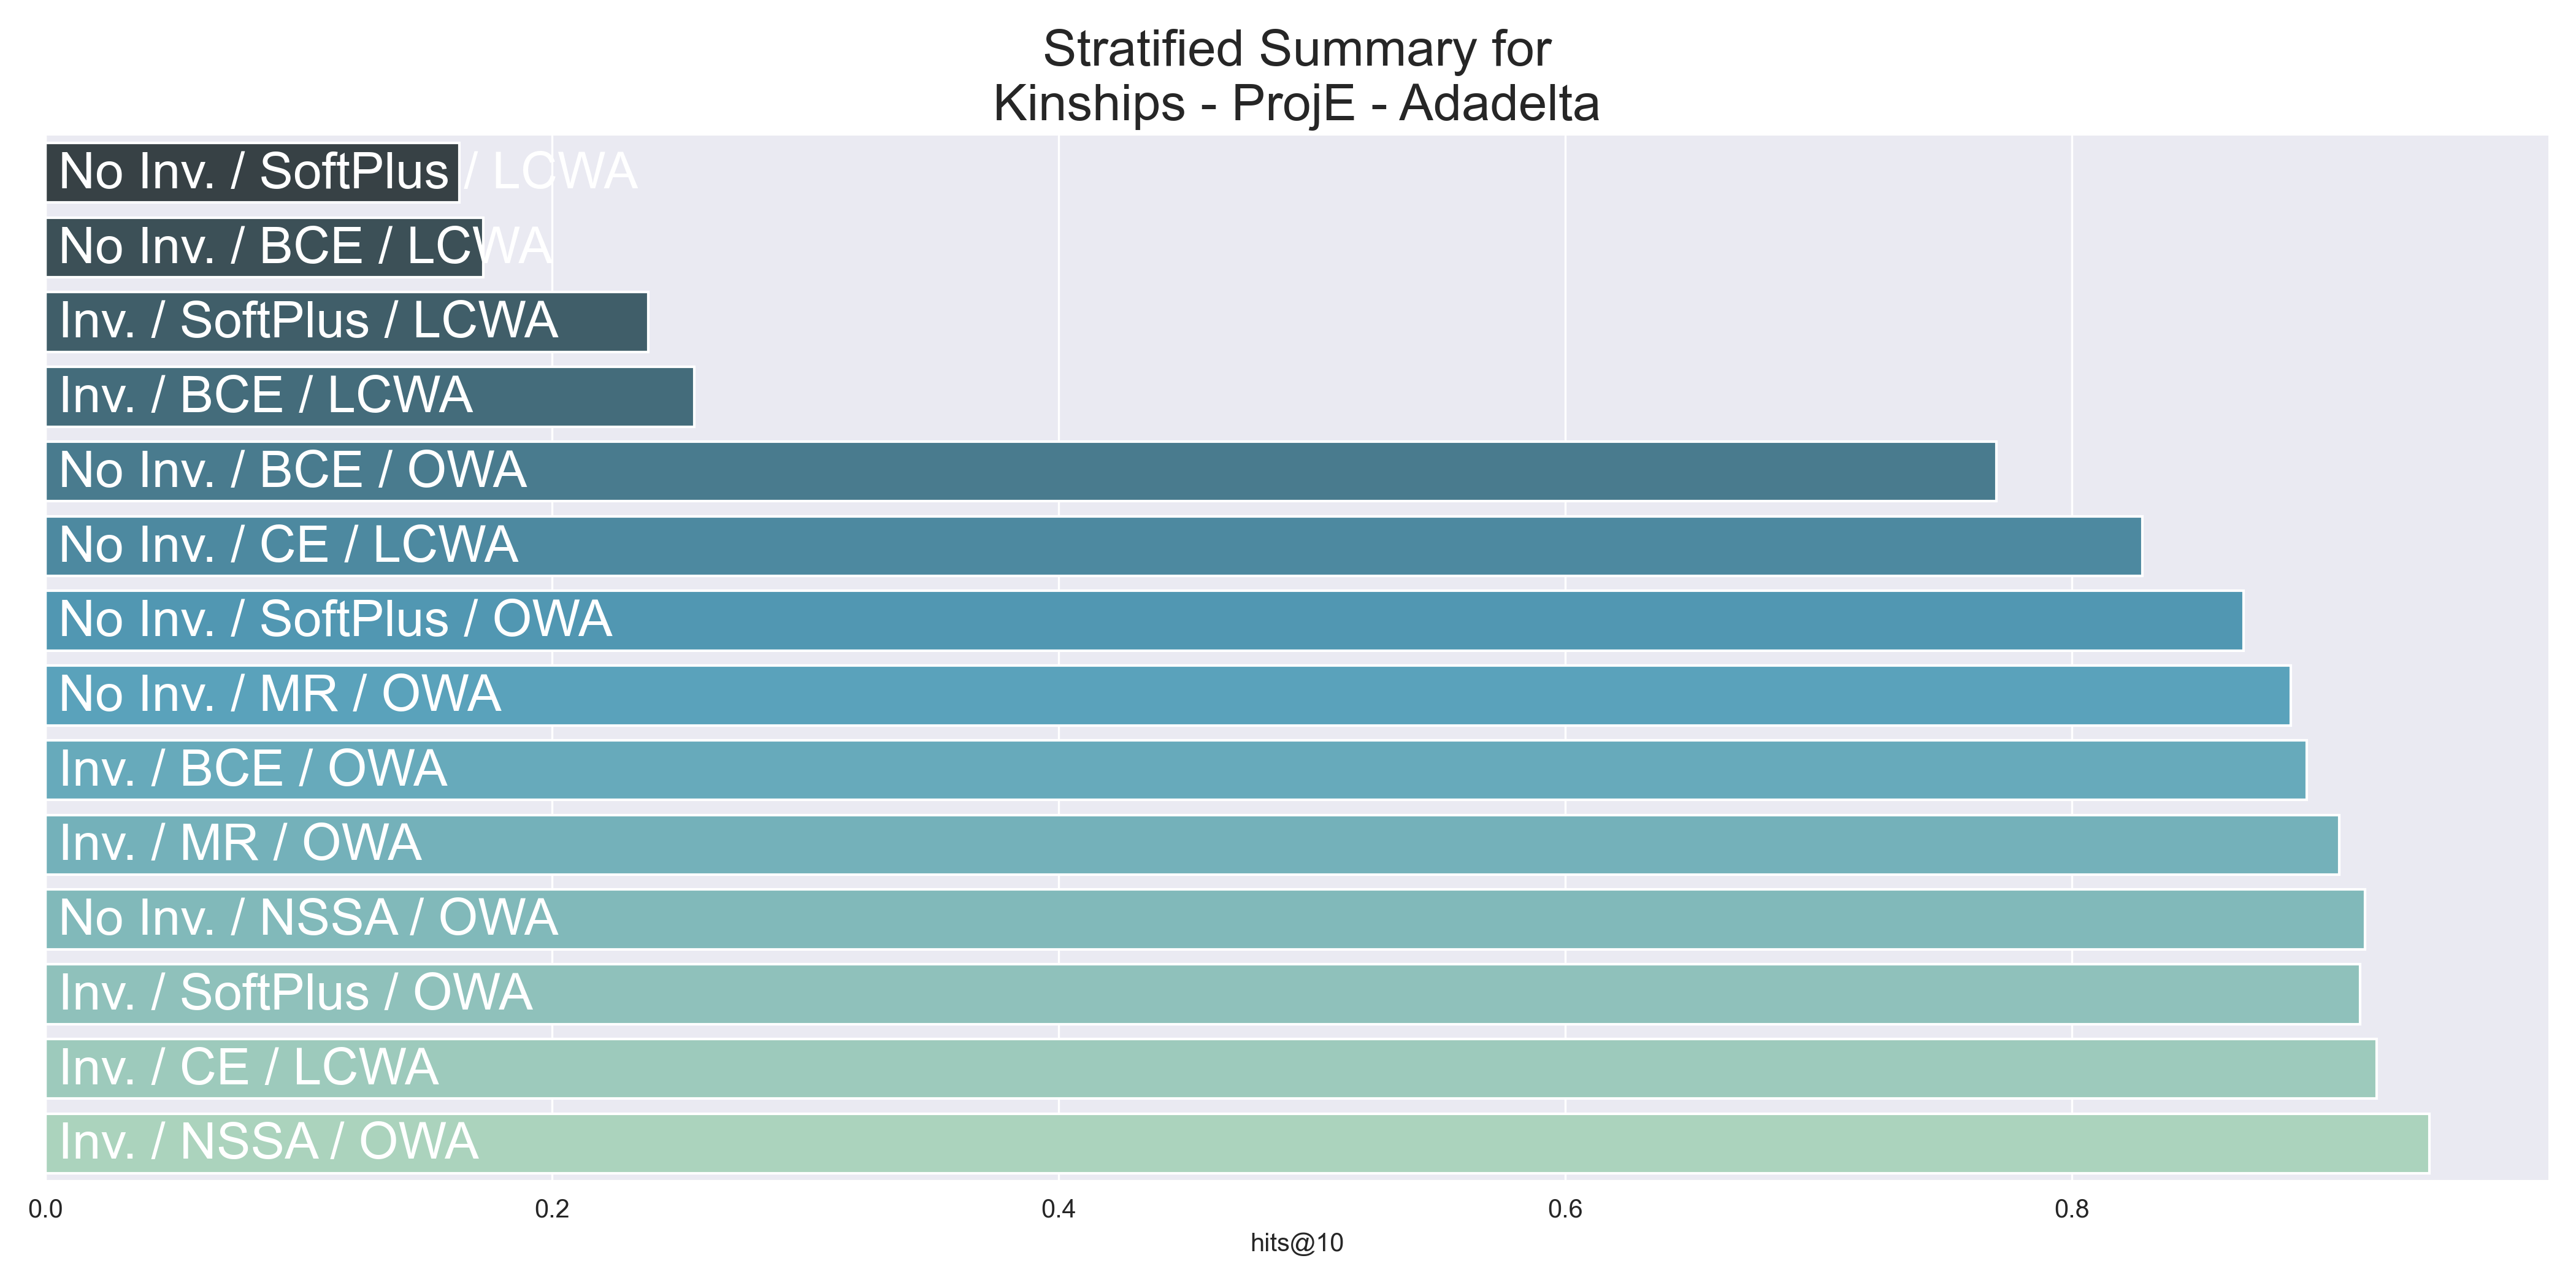 Stratified Summary for
Kinships - ProjE - Adadelta
No Inv. / SoftPlus / LCWA
No Inv. / BCE / LCWA
Inv. / SoftPlus / LCWA
Inv. / BCE / LCWA
No Inv. / BCE / OWA
No Inv. / CE / LCWA
No Inv. / SoftPlus / OWA
No Inv. / MR / OWA
Inv. / BCE / OWA
Inv. / MR / OWA
No Inv. / NSSA / OWA
Inv. / SoftPlus / OWA
Inv. / CE / LCWA
Inv. / NSSA / OWA
0.0 0.2 0.4 0.6 0.8
hits@10